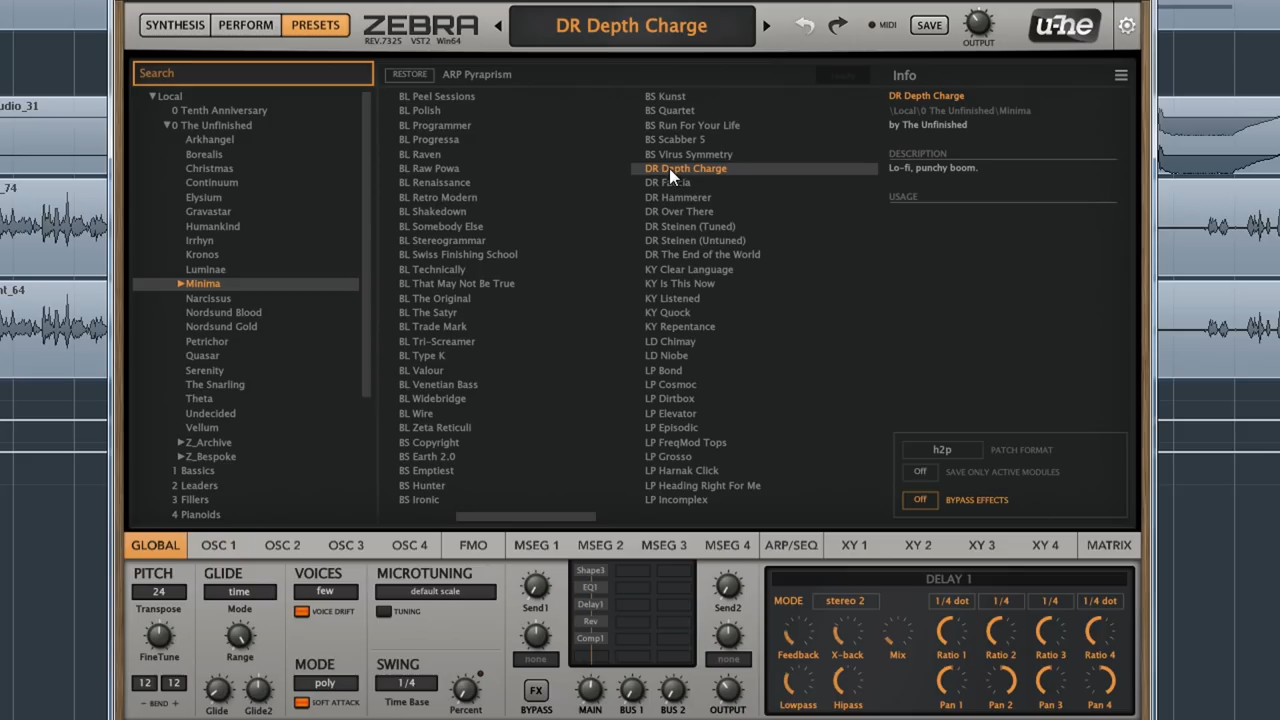 SYNTHESIS PERFORM PRESETS ZEBRA REV.7325 VST2 Win64 DR Depth Charge MIDI SAVE OUTPUT u-he
Search
RESTORE ARP Pyraprism
Info
Local
0 Tenth Anniversary
0 The Unfinished
Arkhangel
Borealis
Christmas
Continuum
Elysium
Gravastar
Humankind
Irrhyn
Kronos
Luminae
Minima
Narcissus
Nordsund Blood
Nordsund Gold
Petrichor
Quasar
Serenity
The Snarling
Theta
Undecided
Vellum
Z_Archive
Z_Bespoke
1 Bassics
2 Leaders
3 Fillers
4 Pianoids
BL Peel Sessions
BL Polish
BL Programmer
BL Progressa
BL Raven
BL Raw Powa
BL Renaissance
BL Retro Modern
BL Shakedown
BL Somebody Else
BL Stereogrammar
BL Swiss Finishing School
BL Technically
BL That May Not Be True
BL The Original
BL The Satyr
BL Trade Mark
BL Tri-Screamer
BL Type K
BL Valour
BL Venetian Bass
BL Widebridge
BL Wire
BL Zeta Reticuli
BS Copyright
BS Earth 2.0
BS Emptiest
BS Hunter
BS Ironic
BS Kunst
BS Quartet
BS Run For Your Life
BS Scabber 5
BS Virus Symmetry
DR Depth Charge
DR
DR Hammerer
DR Over There
DR Steinen (Tuned)
DR Steinen (Untuned)
DR The End of the World
KY Clear Language
KY Is This Now
KY Listened
KY Quock
KY Repentance
LD Chimay
LD Niobe
LP Bond
LP Cosmoc
LP Dirtbox
LP Elevator
LP Episodic
LP FreqMod Tops
LP Grosso
LP Harnak Click
LP Heading Right For Me
LP Incomplex
DR Depth Charge
\Local\0 The Unfinished\Minima
by The Unfinished
DESCRIPTION
Lo-fi, punchy boom.
USAGE
h2p PATCH FORMAT
Off SAVE ONLY ACTIVE MODULES
Off BYPASS EFFECTS
udio_31
_74
nt_64
GLOBAL OSC 1 OSC 2 OSC 3 OSC 4 FMO MSEG 1 MSEG 2 MSEG 3 MSEG 4 ARP/SEQ XY 1 XY 2 XY 3 XY 4 MATRIX
PITCH
24
Transpose
FineTune
12 12
- BEND +
GLIDE
time
Mode
Range
Glide Glide2
VOICES
few
VOICE DRIFT
MODE
poly
SOFT ATTACK
MICROTUNING
default scale
TUNING
SWING
1/4
Time Base
Percent
Send1
none
FX
BYPASS
Shape3
EQ1
Delay1
Rev
Comp1
MAIN BUS 1 BUS 2
Send2
none
OUTPUT
DELAY 1
MODE stereo 2 1/4 dot 1/4 1/4 1/4 dot
Feedback X-back Mix Ratio 1 Ratio 2 Ratio 3 Ratio 4
Lowpass Hipass Pan 1 Pan 2 Pan 3 Pan 4